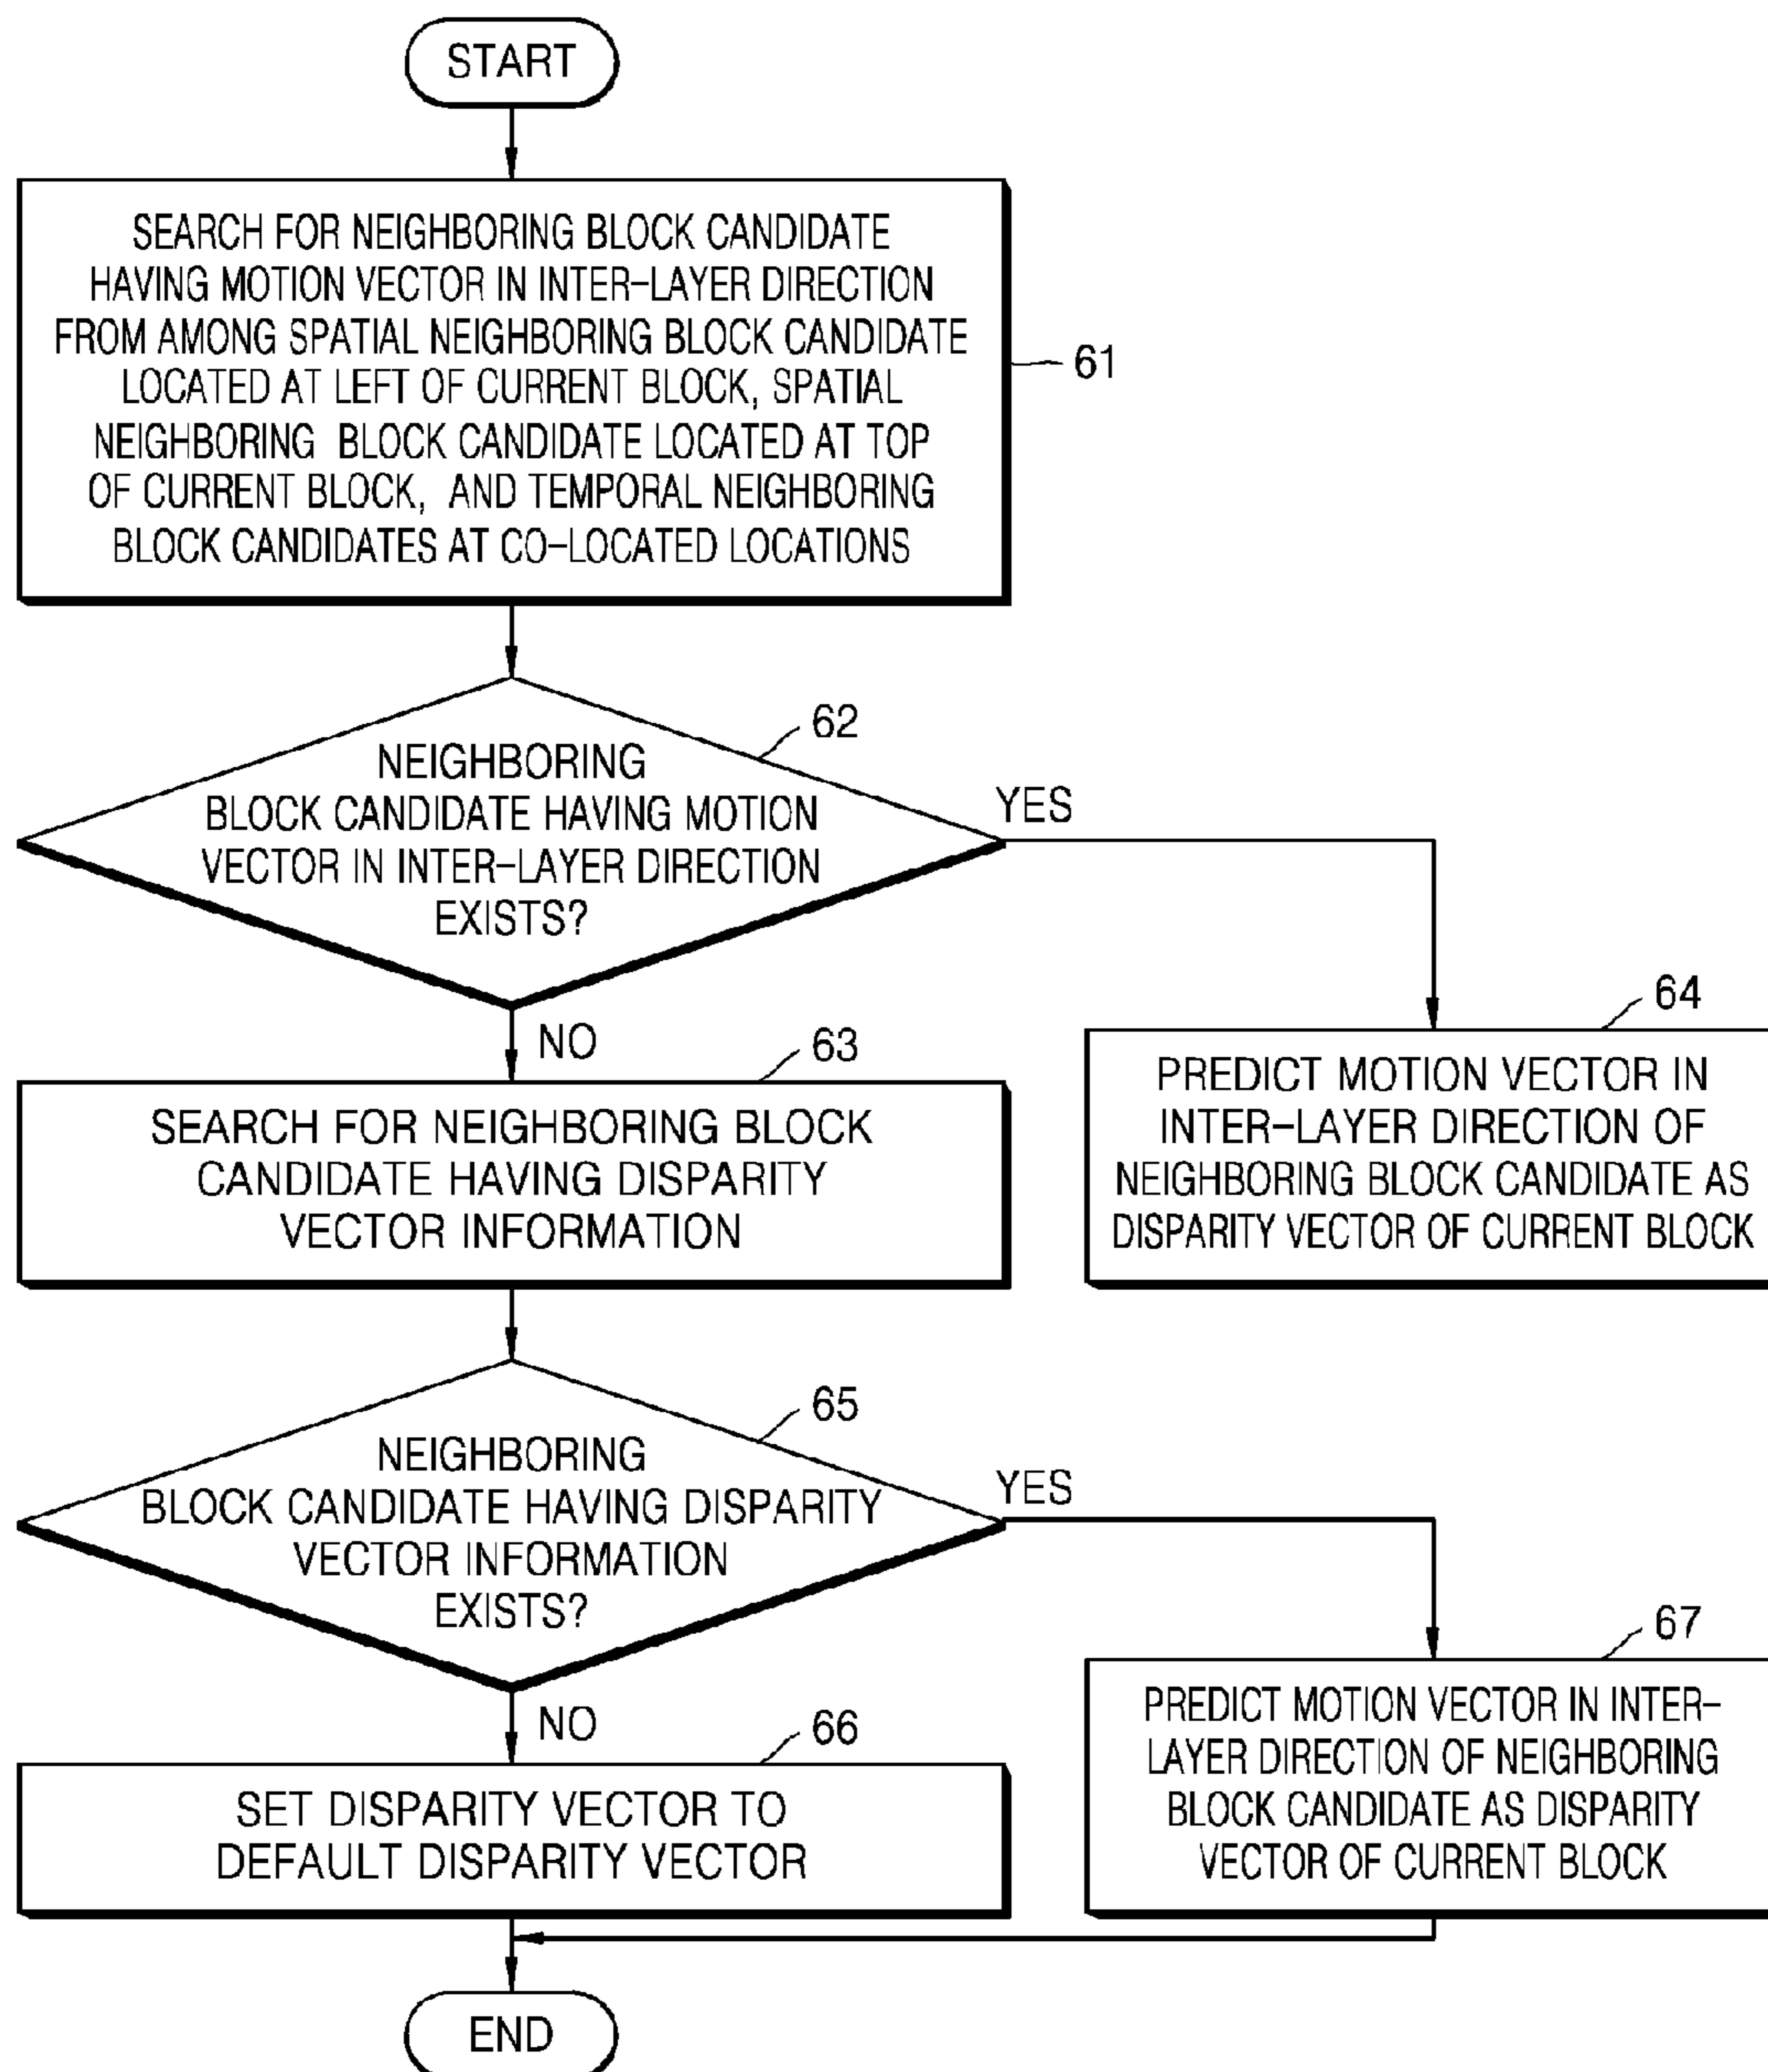 START
SEARCH FOR NEIGHBORING BLOCK CANDIDATE
HAVING MOTION VECTOR IN INTER-LAYER DIRECTION
FROM AMONG SPATIAL NEIGHBORING BLOCK CANDIDATE
LOCATED AT LEFT OF CURRENT BLOCK, SPATIAL
NEIGHBORING BLOCK CANDIDATE LOCATED AT TOP
OF CURRENT BLOCK, AND TEMPORAL NEIGHBORING
BLOCK CANDIDATES AT CO-LOCATED LOCATIONS
61
62
NEIGHBORING
BLOCK CANDIDATE HAVING MOTION
VECTOR IN INTER-LAYER DIRECTION
EXISTS?
YES
NO
63
SEARCH FOR NEIGHBORING BLOCK
CANDIDATE HAVING DISPARITY
VECTOR INFORMATION
64
PREDICT MOTION VECTOR IN
INTER-LAYER DIRECTION OF
NEIGHBORING BLOCK CANDIDATE AS
DISPARITY VECTOR OF CURRENT BLOCK
65
NEIGHBORING
BLOCK CANDIDATE HAVING DISPARITY
VECTOR INFORMATION
EXISTS?
YES
NO
66
SET DISPARITY VECTOR TO
DEFAULT DISPARITY VECTOR
67
PREDICT MOTION VECTOR IN INTER-
LAYER DIRECTION OF NEIGHBORING
BLOCK CANDIDATE AS DISPARITY
VECTOR OF CURRENT BLOCK
END